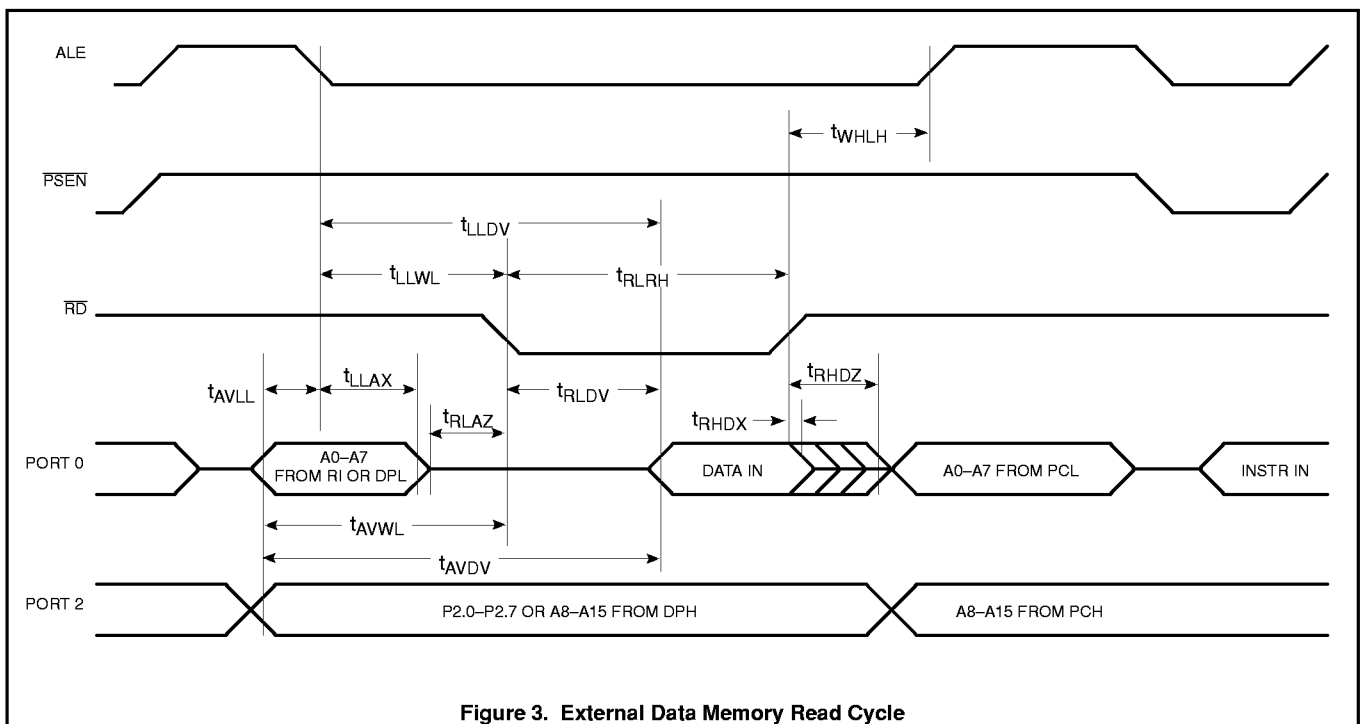 ALE
tWHLH
PSEN
tLLDV
tLLWL
tRLRH
RD
tAVLL
tLLAX
tRLDV
tRHDZ
tRLAZ
tRHDX
PORT 0
A0–A7
FROM RI OR DPL
DATA IN
A0–A7 FROM PCL
INSTR IN
tAVWL
tAVDV
PORT 2
P2.0–P2.7 OR A8–A15 FROM DPH
A8–A15 FROM PCH
Figure 3. External Data Memory Read Cycle